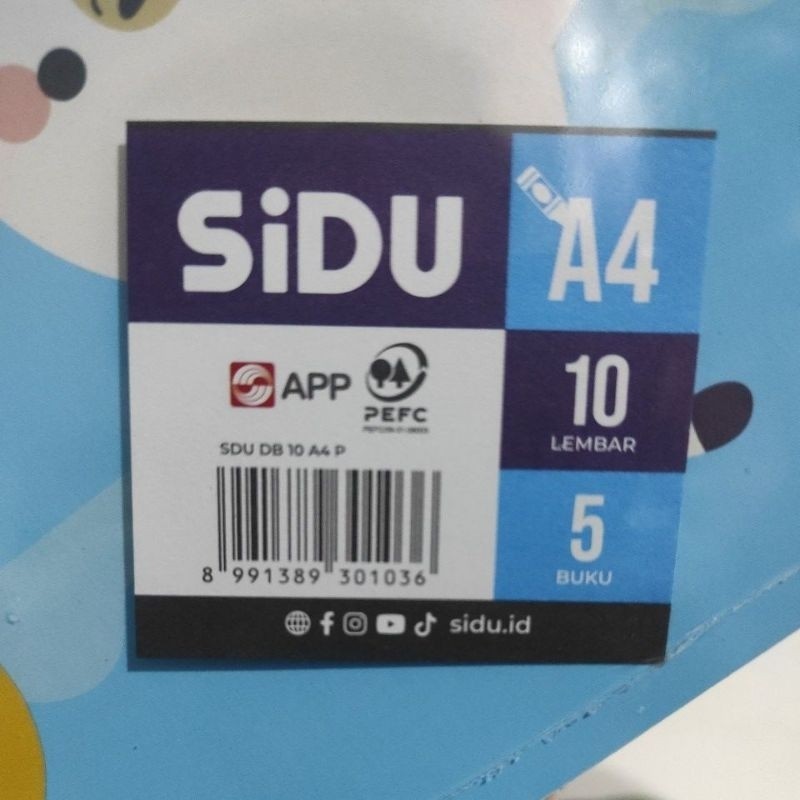 SiDU
A4
APP
PEFC
10
LEMBAR
SDU DB 10 A4 P
8 991389 301036
5
BUKU
sidu.id